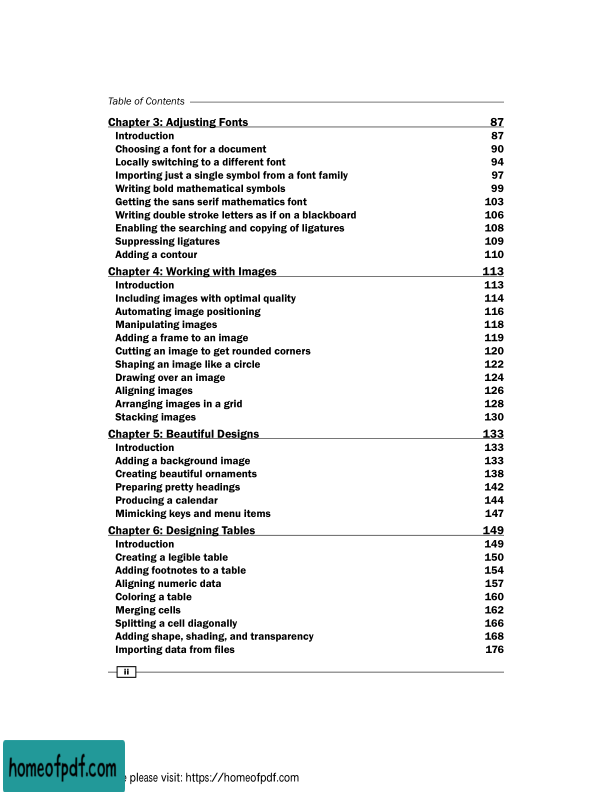 Table of Contents
Chapter 3: Adjusting Fonts 87
Introduction 87
Choosing a font for a document 90
Locally switching to a different font 94
Importing just a single symbol from a font family 97
Writing bold mathematical symbols 99
Getting the sans serif mathematics font 103
Writing double stroke letters as if on a blackboard 106
Enabling the searching and copying of ligatures 108
Suppressing ligatures 109
Adding a contour 110
Chapter 4: Working with Images 113
Introduction 113
Including images with optimal quality 114
Automating image positioning 116
Manipulating images 118
Adding a frame to an image 119
Cutting an image to get rounded corners 120
Shaping an image like a circle 122
Drawing over an image 124
Aligning images 126
Arranging images in a grid 128
Stacking images 130
Chapter 5: Beautiful Designs 133
Introduction 133
Adding a background image 133
Creating beautiful ornaments 138
Preparing pretty headings 142
Producing a calendar 144
Mimicking keys and menu items 147
Chapter 6: Designing Tables 149
Introduction 149
Creating a legible table 150
Adding footnotes to a table 154
Aligning numeric data 157
Coloring a table 160
Merging cells 162
Splitting a cell diagonally 166
Adding shape, shading, and transparency 168
Importing data from files 176
ii
homeofpdf.com
please visit: https://homeofpdf.com